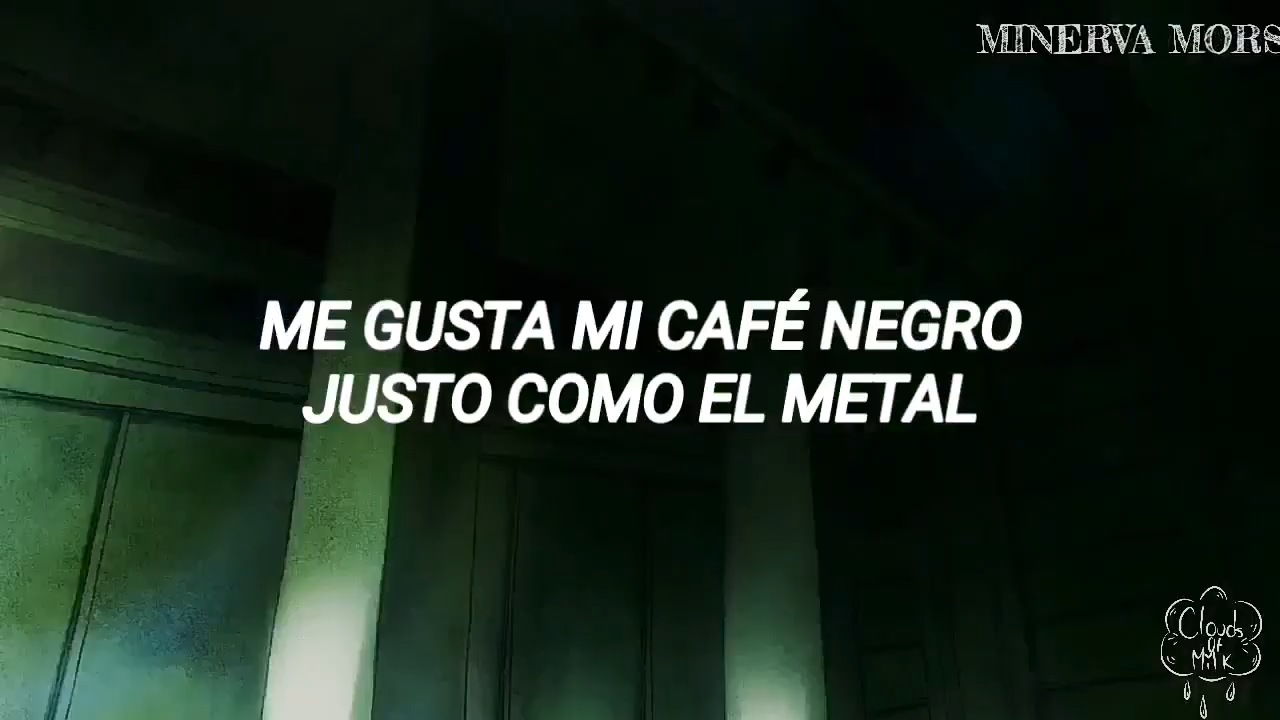 MINERVA MORS
ME GUSTA MI CAFÉ NEGRO
JUSTO COMO EL METAL
Clouds
OF
Milk